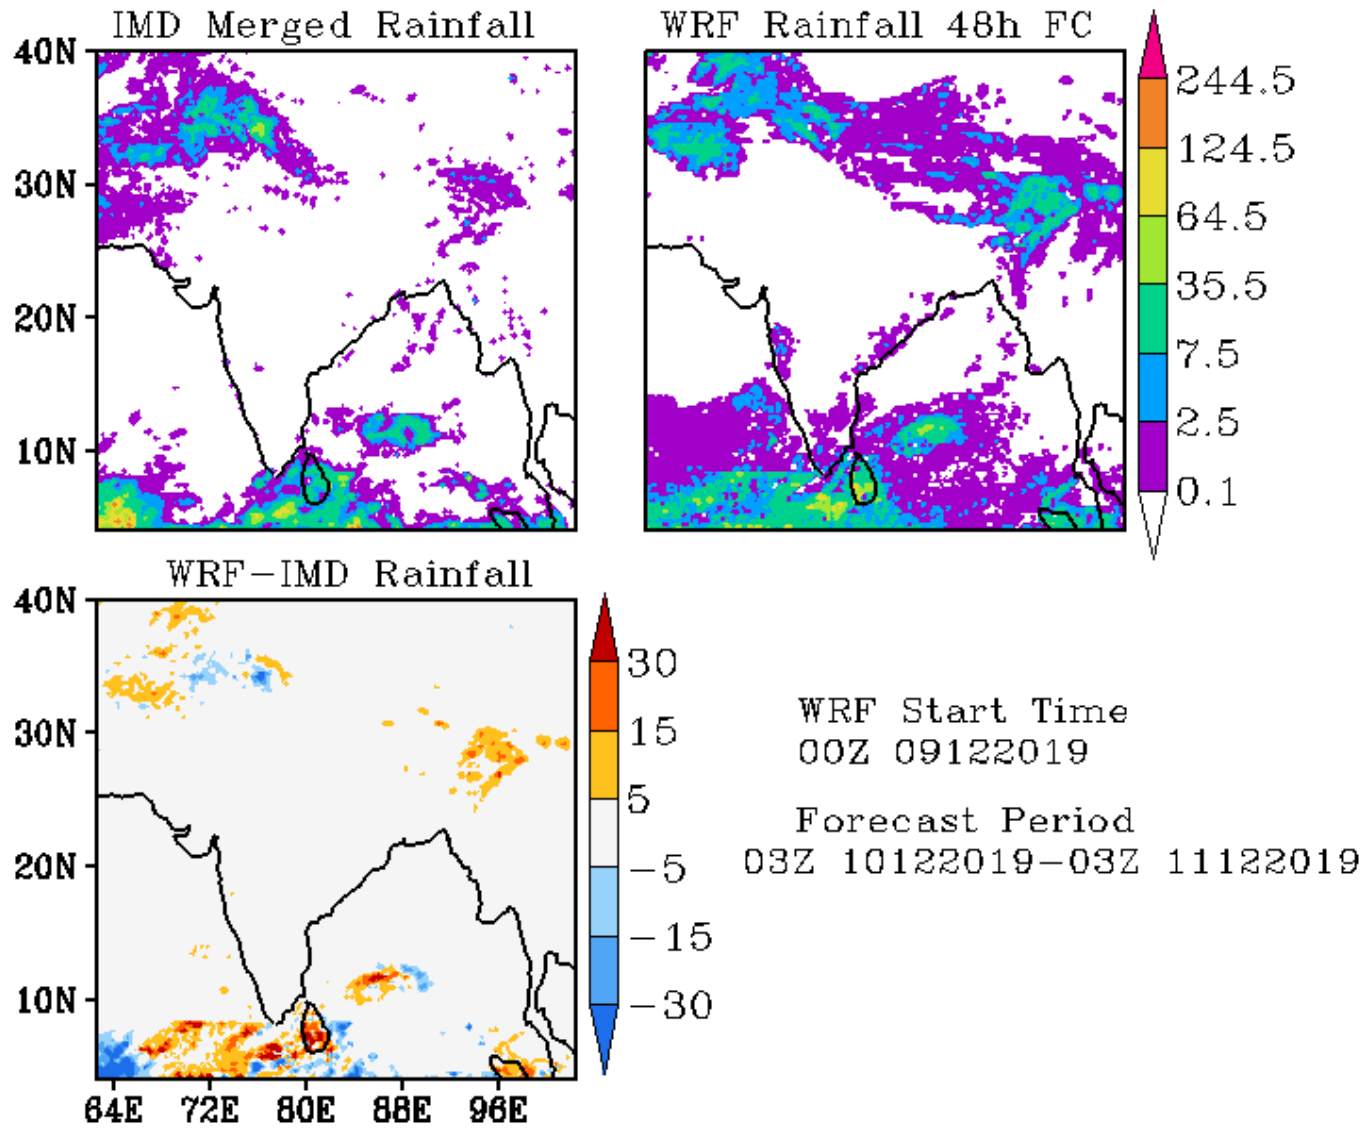 IMD Merged Rainfall
WRF Rainfall 48h FC
40N
30N
20N
10N
244.5
124.5
64.5
35.5
7.5
2.5
0.1
WRF-IMD Rainfall
40N
30N
20N
10N
64E 72E 80E 88E 96E
30
15
5
-5
-15
-30
WRF Start Time
00Z 09122019
Forecast Period
03Z 10122019-03Z 11122019